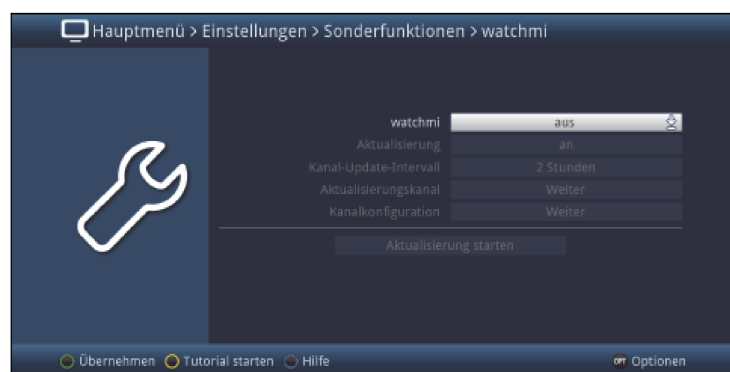 Hauptmenü > Einstellungen > Sonderfunktionen > watchmi
watchmi aus
Aktualisierung an
Kanal-Update-Intervall 2 Stunden
Aktualisierungskanal Weiter
Kanalkonfiguration Weiter
Aktualisierung starten
Übernehmen Tutorial starten Hilfe OPT Optionen